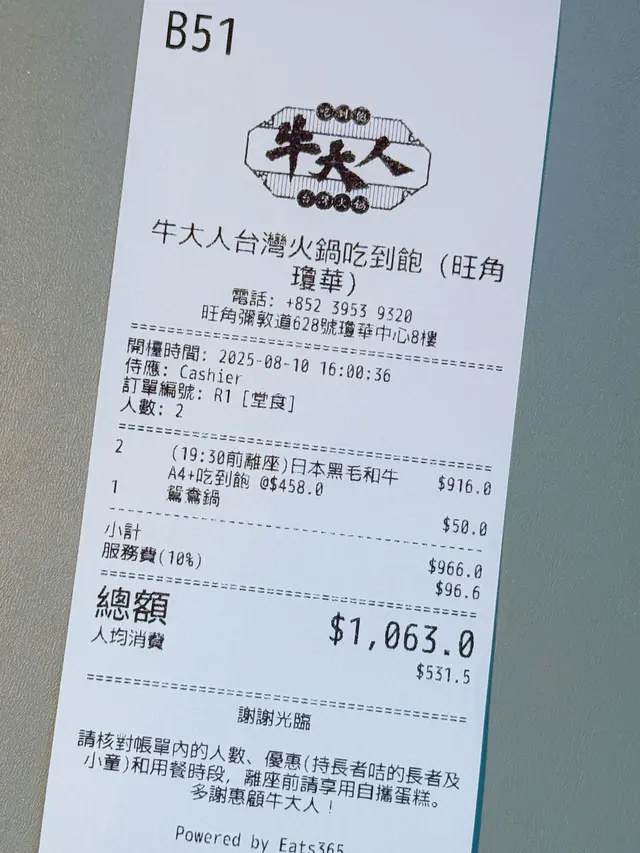 B51
吃到飽
牛大人
台灣火鍋
牛大人台灣火鍋吃到飽 (旺角
瓊華)
電話: +852 3953 9320
旺角彌敦道628號瓊華中心8樓
開檯時間: 2025-08-10 16:00:36
侍應: Cashier
訂單編號: R1 [堂食]
人數: 2
2 (19:30前離座)日本黑毛和牛 $916.0
A4+吃到飽 @$458.0
1 鴛鴦鍋 $50.0
小計 $966.0
服務費(10%) $96.6
總額 $1,063.0
人均消費 $531.5
謝謝光臨
請核對帳單內的人數、優惠(持長者咭的長者及
小童)和用餐時段, 離座前請享用自攜蛋糕。
多謝惠顧牛大人!
Powered by Eats365